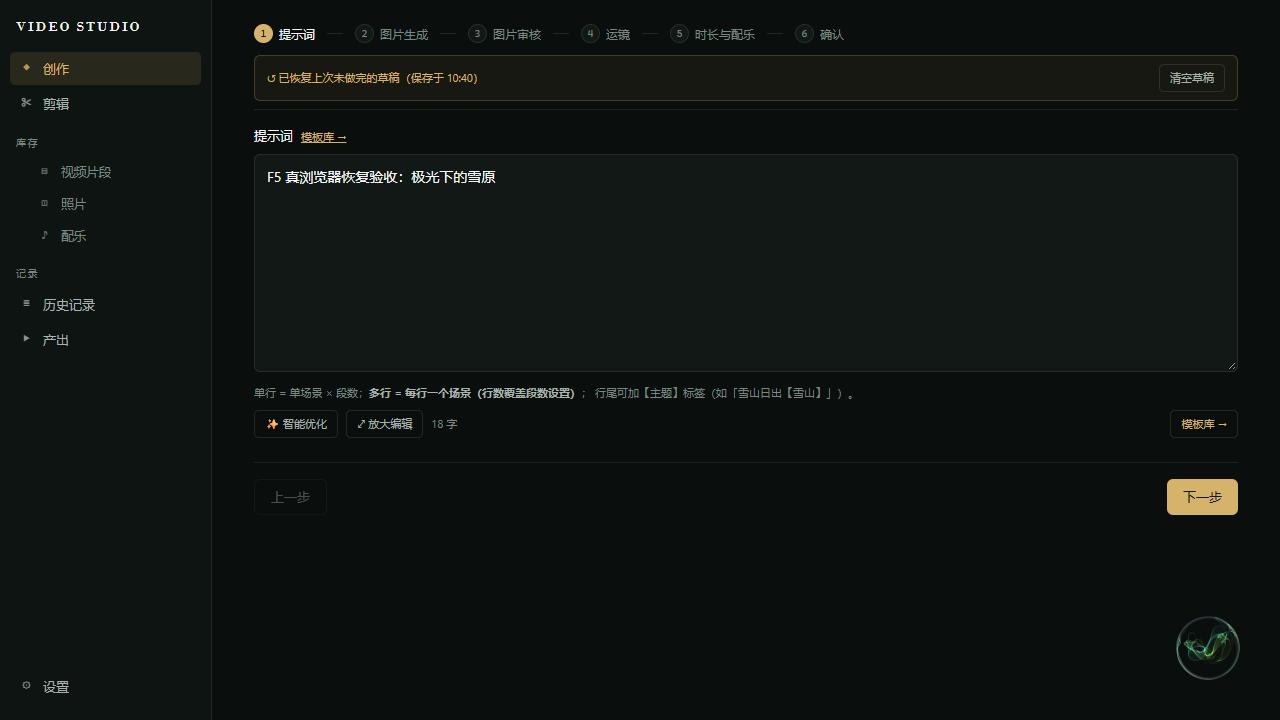 VIDEO STUDIO
创作
剪辑
库存
视频片段
照片
配乐
记录
历史记录
产出
设置
1 提示词 2 图片生成 3 图片审核 4 运镜 5 时长与配乐 6 确认
↺ 已恢复上次未做完的草稿（保存于 10:40） 清空草稿
提示词 模板库 →
F5 真浏览器恢复验收：极光下的雪原
单行 = 单场景 × 段数；多行 = 每行一个场景（行数覆盖段数设置）； 行尾可加【主题】标签（如「雪山日出【雪山】」）。
✨ 智能优化 ⤢ 放大编辑 18 字 模板库 →
上一步 下一步